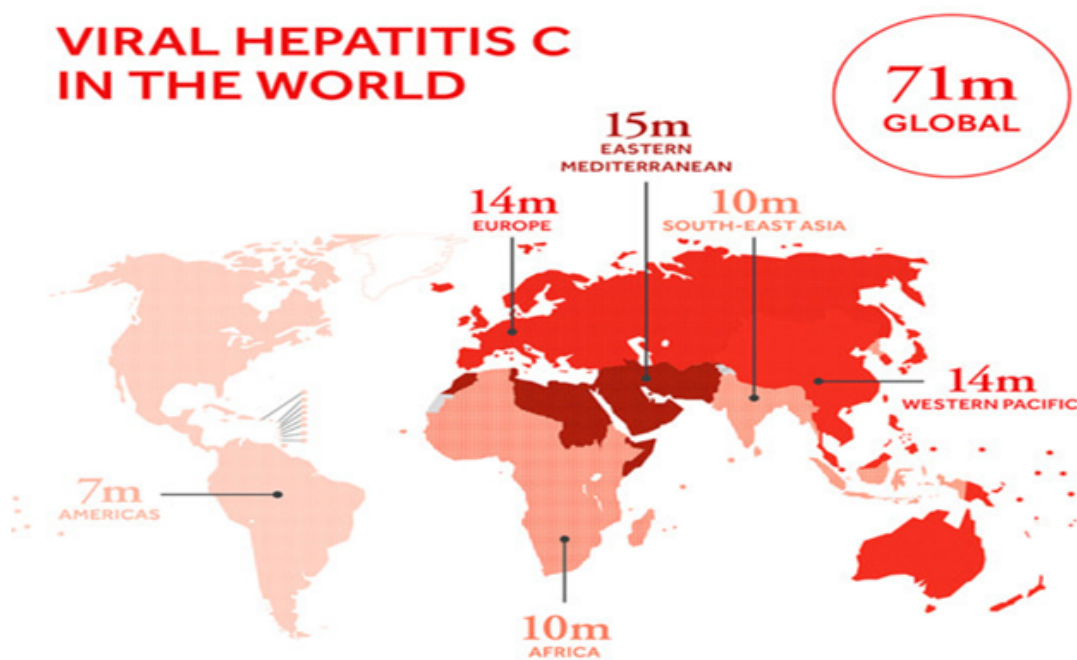 VIRAL HEPATITIS C
IN THE WORLD
71m
GLOBAL
15m
EASTERN
MEDITERRANEAN
14m
EUROPE
10m
SOUTH-EAST ASIA
14m
WESTERN PACIFIC
7m
AMERICAS
10m
AFRICA